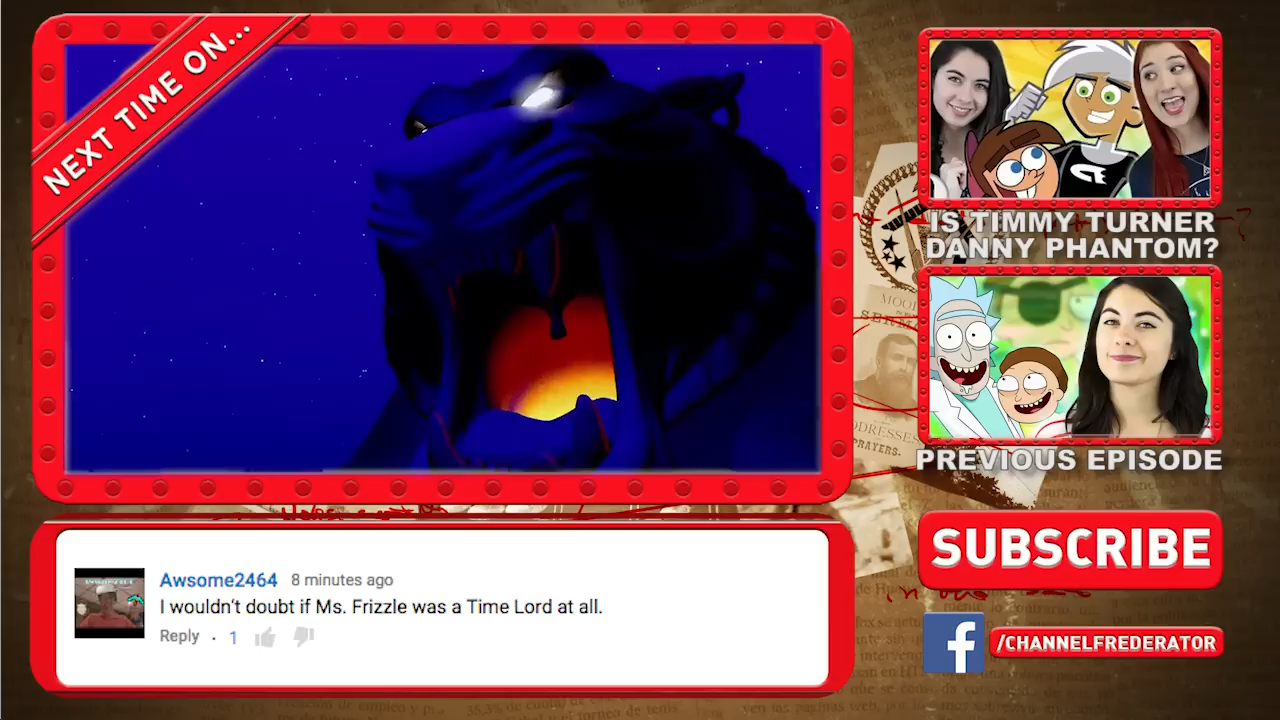 NEXT TIME ON...
IS TIMMY TURNER
DANNY PHANTOM?
PREVIOUS EPISODE
SUBSCRIBE
/CHANNELFREDERATOR
Awsome2464 8 minutes ago
I wouldn't doubt if Ms. Frizzle was a Time Lord at all.
Reply · 1